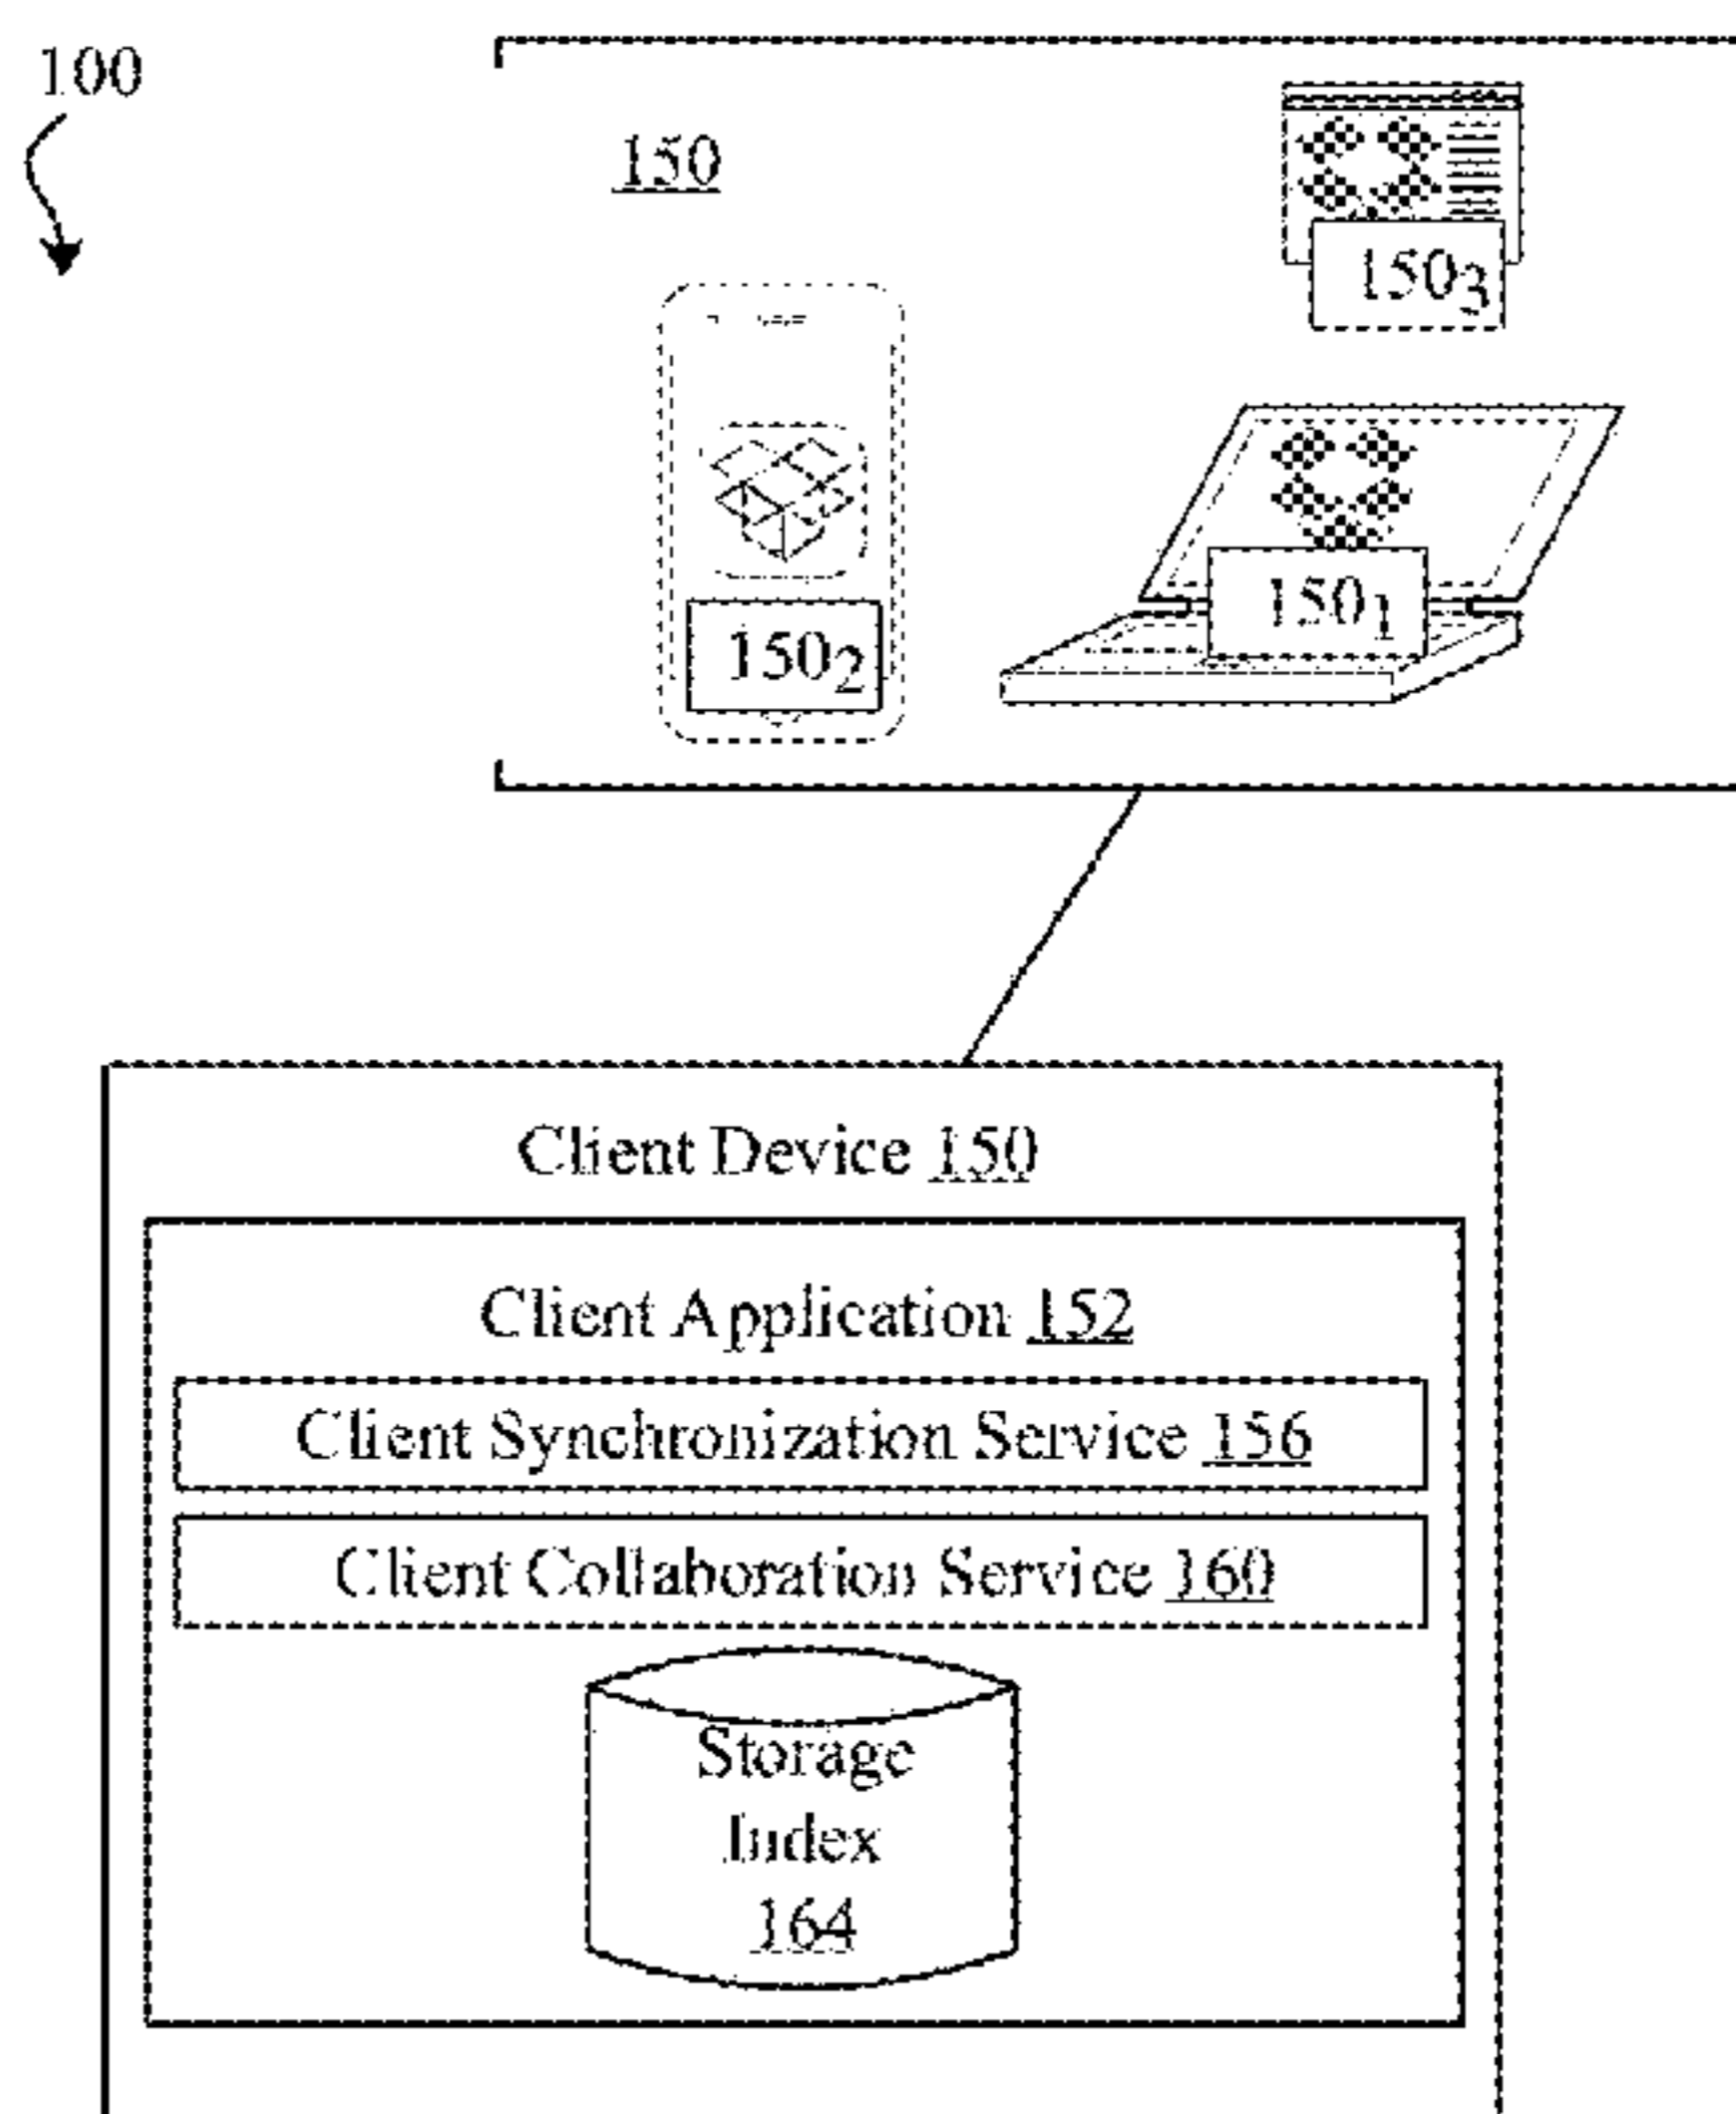 100
150
150₃
150₁
150₂
Client Device 150
Client Application 152
Client Synchronization Service 156
Client Collaboration Service 160
Storage
Index
164